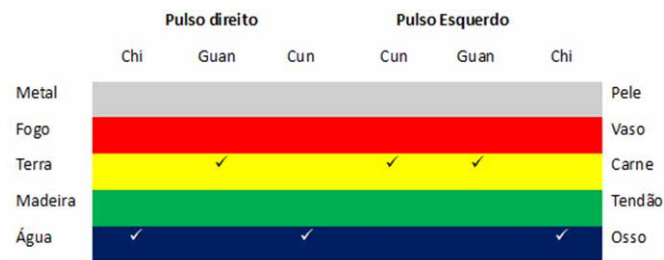 Pulso direito Pulso Esquerdo
Chi Guan Cun Cun Guan Chi
Metal Pele
Fogo Vaso
Terra ✓ ✓ ✓ Carne
Madeira Tendão
Água ✓ ✓ ✓ Osso